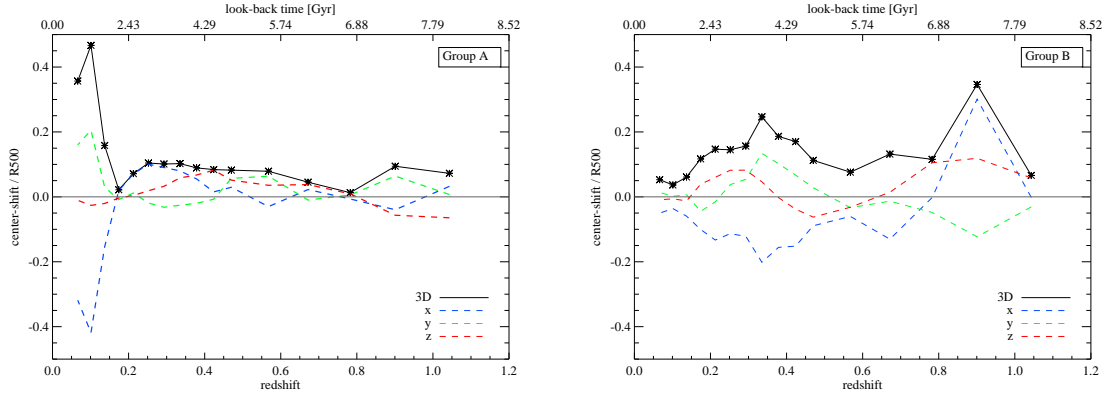 look-back time [Gyr]
0.00 2.43 4.29 5.74 6.88 7.79 8.52
Group A
0.4
0.2
0.0
-0.2
-0.4
center-shift / R500
3D
x
y
z
0.0 0.2 0.4 0.6 0.8 1.0 1.2
redshift
look-back time [Gyr]
0.00 2.43 4.29 5.74 6.88 7.79 8.52
Group B
0.4
0.2
0.0
-0.2
-0.4
center-shift / R500
3D
x
y
z
0.0 0.2 0.4 0.6 0.8 1.0 1.2
redshift